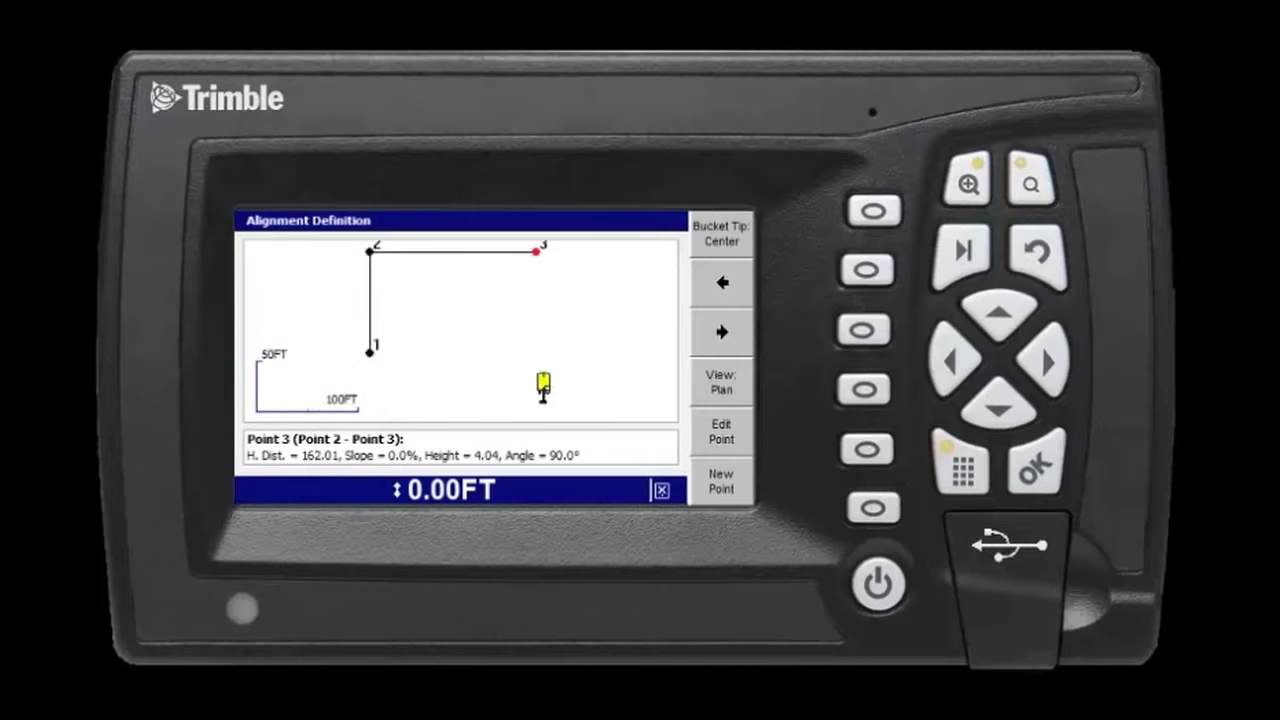 Trimble
Alignment Definition
Bucket Tip:
Center
2
3
1
50FT
100FT
View:
Plan
Edit
Point
Point 3 (Point 2 - Point 3):
H. Dist. = 162.01, Slope = 0.0%, Height = 4.04, Angle = 90.0°
New
Point
0.00FT
OK